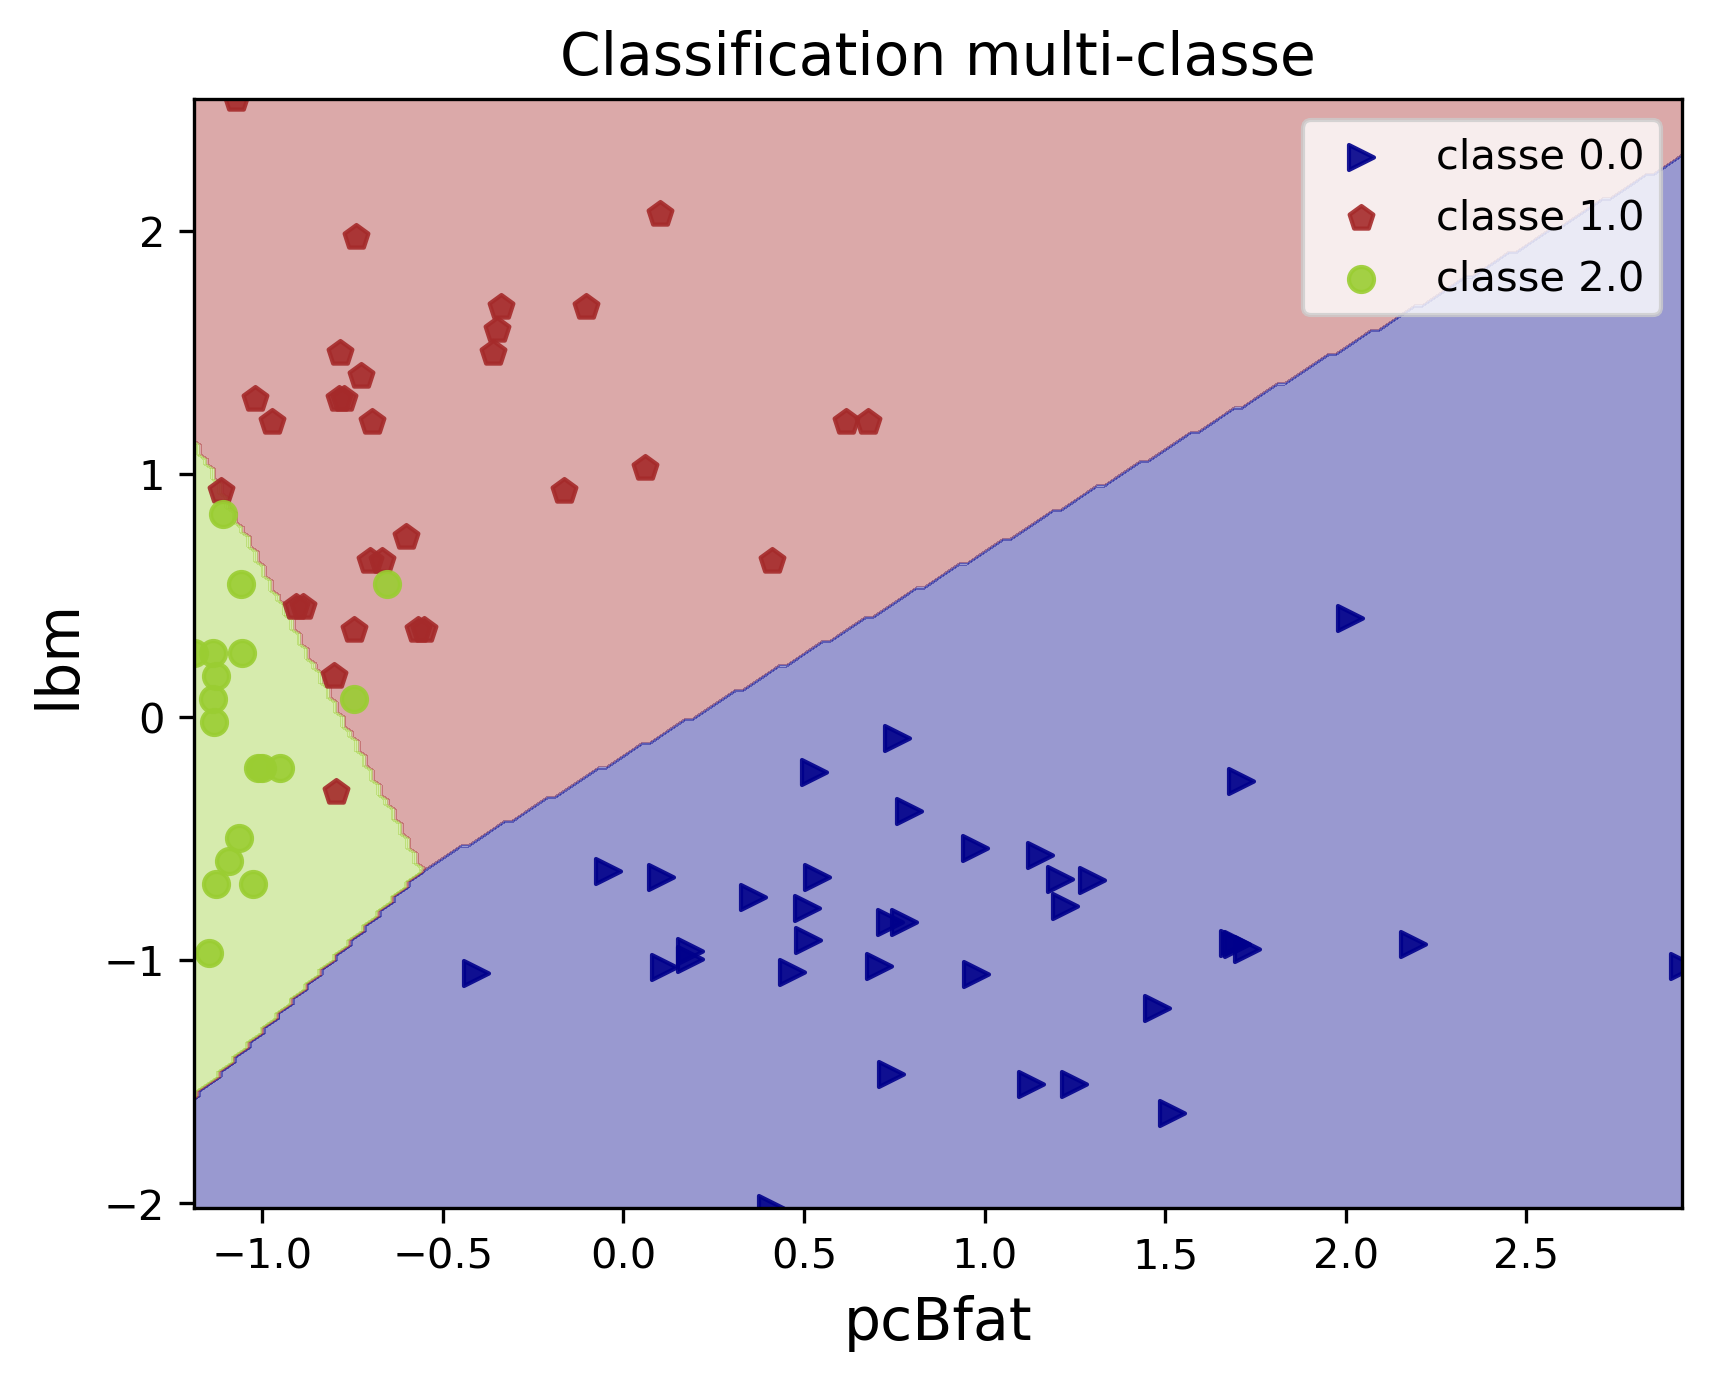 Classification multi-classe
classe 0.0
classe 1.0
classe 2.0
lbm
2
1
0
−1
−2
−1.0 −0.5 0.0 0.5 1.0 1.5 2.0 2.5
pcBfat